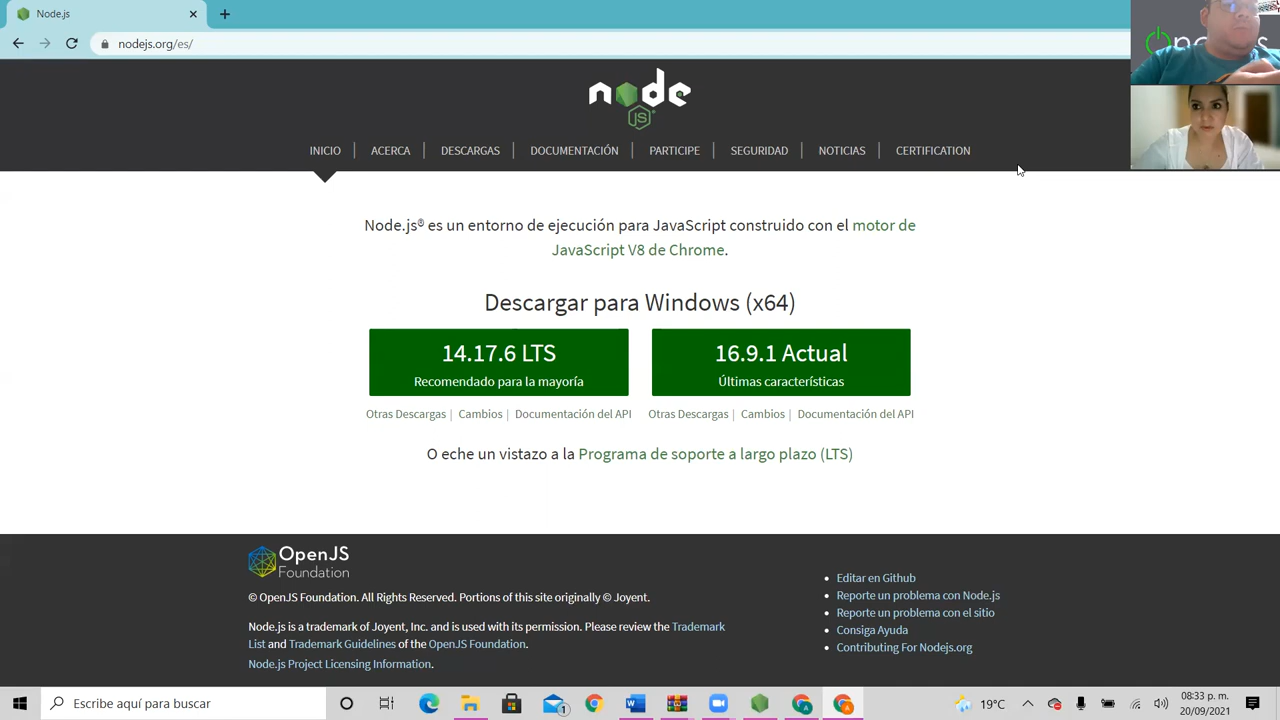 Node.js
nodejs.org/es/
node
JS
INICIO
ACERCA
DESCARGAS
DOCUMENTACIÓN
PARTICIPE
SEGURIDAD
NOTICIAS
CERTIFICATION
Node.js® es un entorno de ejecución para JavaScript construido con el motor de
JavaScript V8 de Chrome.
Descargar para Windows (x64)
14.17.6 LTS
Recomendado para la mayoría
16.9.1 Actual
Últimas características
Otras Descargas | Cambios | Documentación del API
Otras Descargas | Cambios | Documentación del API
O eche un vistazo a la Programa de soporte a largo plazo (LTS)
OpenJS
Foundation
© OpenJS Foundation. All Rights Reserved. Portions of this site originally © Joyent.
Node.js is a trademark of Joyent, Inc. and is used with its permission. Please review the Trademark
List and Trademark Guidelines of the OpenJS Foundation.
Node.js Project Licensing Information.
Editar en Github
Reporte un problema con Node.js
Reporte un problema con el sitio
Consiga Ayuda
Contributing For Nodejs.org
Escribe aquí para buscar
1
W
A
A
19°C
08:33 p. m.
20/09/2021